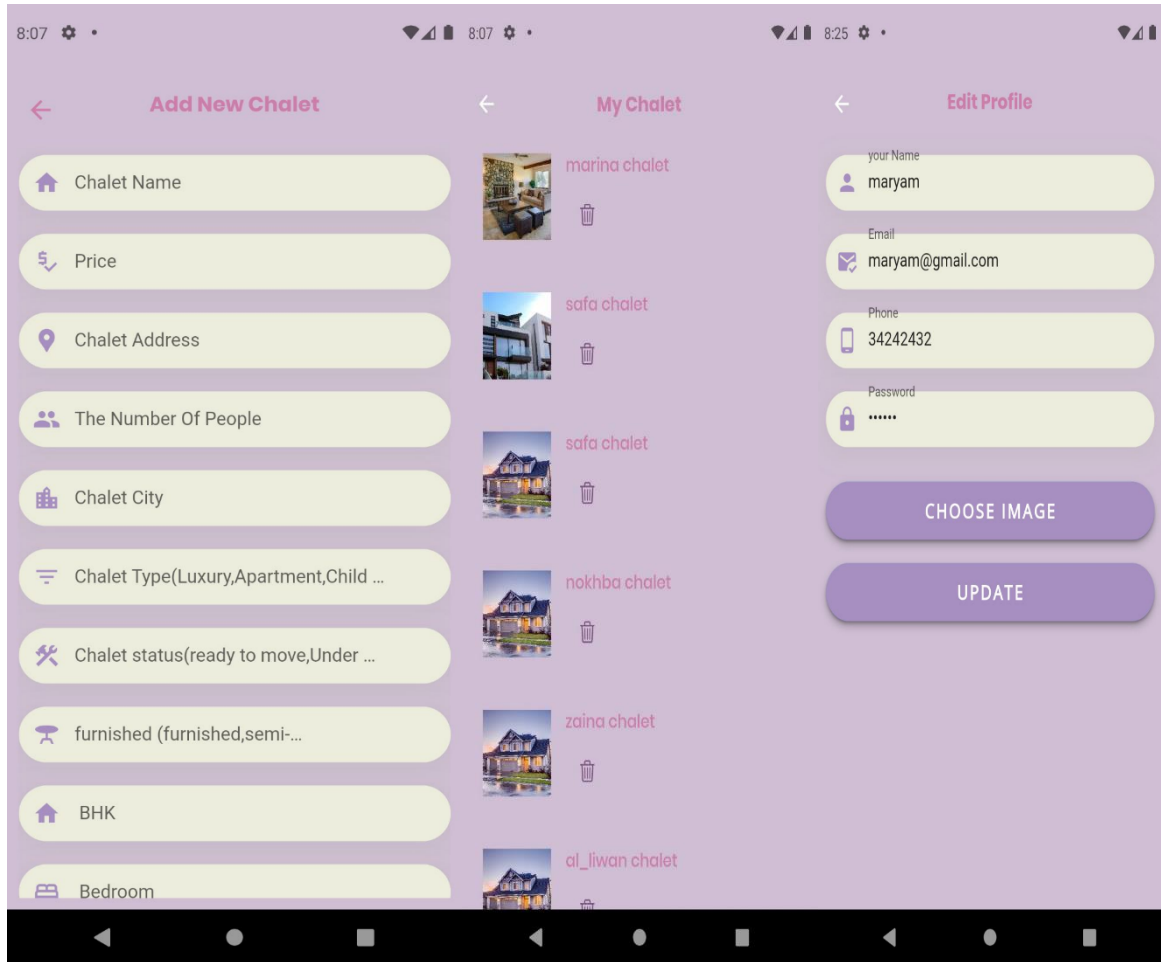 8:07
Add New Chalet
Chalet Name
Price
Chalet Address
The Number Of People
Chalet City
Chalet Type(Luxury,Apartment,Child ...
Chalet status(ready to move,Under ...
furnished (furnished,semi-...
BHK
Bedroom
8:07
My Chalet
marina chalet
safa chalet
safa chalet
nokhba chalet
zaina chalet
al_liwan chalet
8:25
Edit Profile
your Name
maryam
Email
maryam@gmail.com
Phone
34242432
Password
••••••
CHOOSE IMAGE
UPDATE